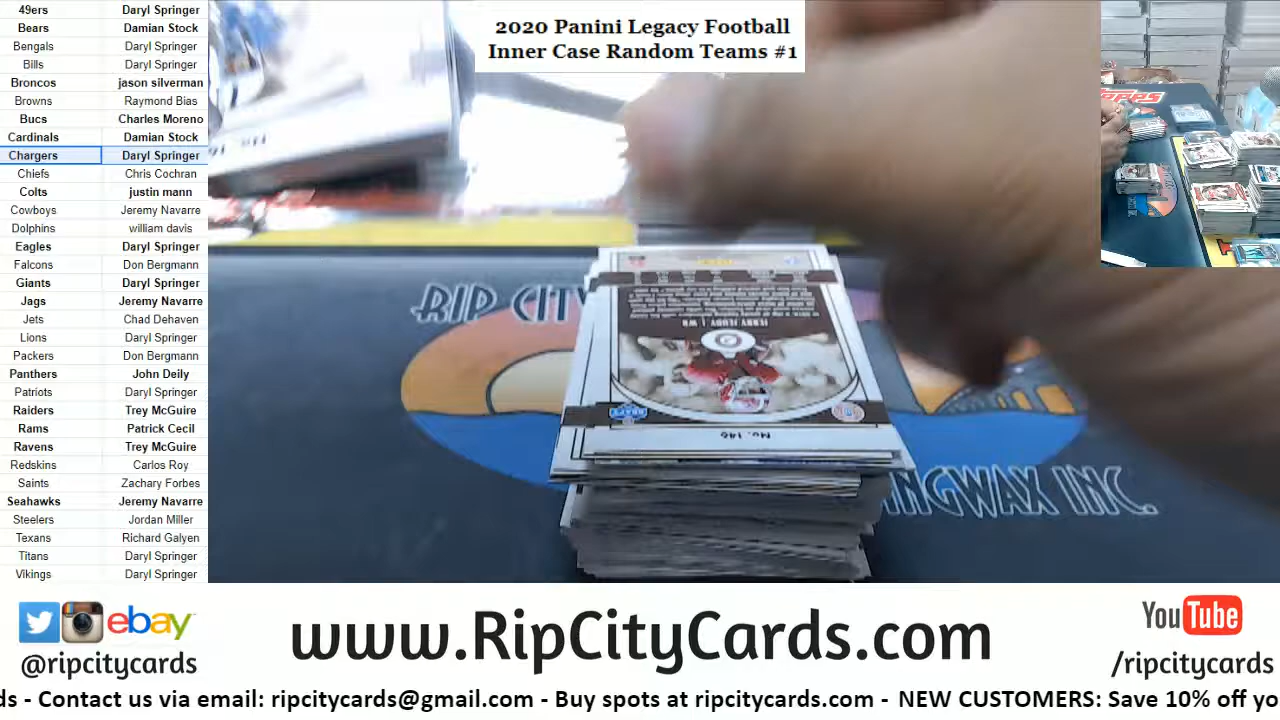 49ers Daryl Springer
Bears Damian Stock
Bengals Daryl Springer
Bills Daryl Springer
Broncos jason silverman
Browns Raymond Bias
Bucs Charles Moreno
Cardinals Damian Stock
Chargers Daryl Springer
Chiefs Chris Cochran
Colts justin mann
Cowboys Jeremy Navarre
Dolphins william davis
Eagles Daryl Springer
Falcons Don Bergmann
Giants Daryl Springer
Jags Jeremy Navarre
Jets Chad Dehaven
Lions Daryl Springer
Packers Don Bergmann
Panthers John Deily
Patriots Daryl Springer
Raiders Trey McGuire
Rams Patrick Cecil
Ravens Trey McGuire
Redskins Carlos Roy
Saints Zachary Forbes
Seahawks Jeremy Navarre
Steelers Jordan Miller
Texans Richard Galyen
Titans Daryl Springer
Vikings Daryl Springer
2020 Panini Legacy Football
Inner Case Random Teams #1
RIP CITY
INGWAX INC.
JERRY JEUDY | WR
DRAFT
No. 146
ebay
@ripcitycards
www.RipCityCards.com
YouTube
/ripcitycards
ds - Contact us via email: ripcitycards@gmail.com - Buy spots at ripcitycards.com - NEW CUSTOMERS: Save 10% off yo